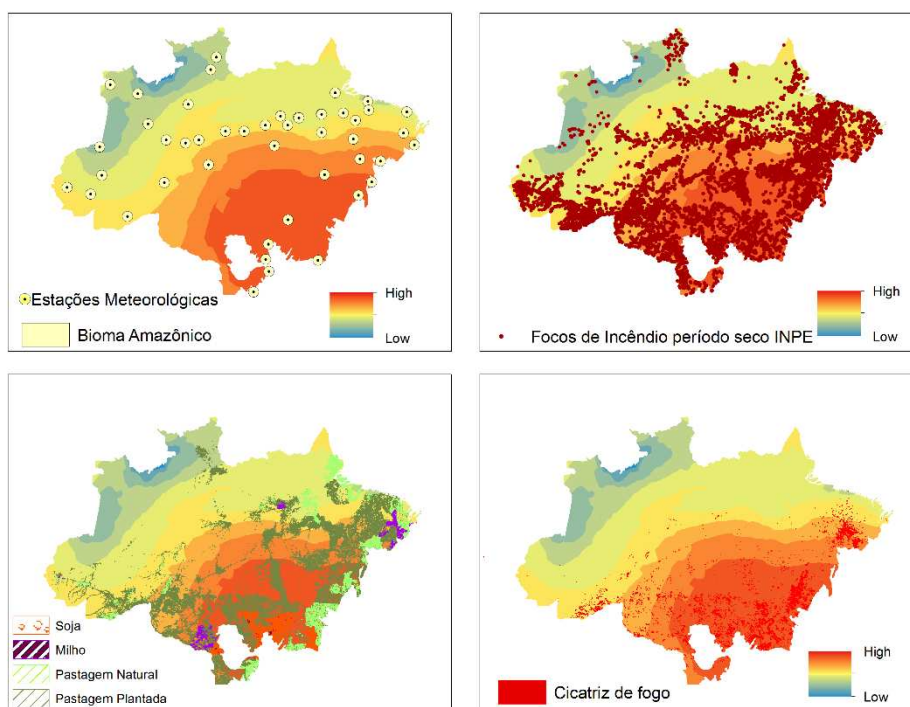 Estações Meteorológicas
Bioma Amazônico
High
Low
Focos de Incêndio período seco INPE
High
Low
Soja
Milho
Pastagem Natural
Pastagem Plantada
Cicatriz de fogo
High
Low